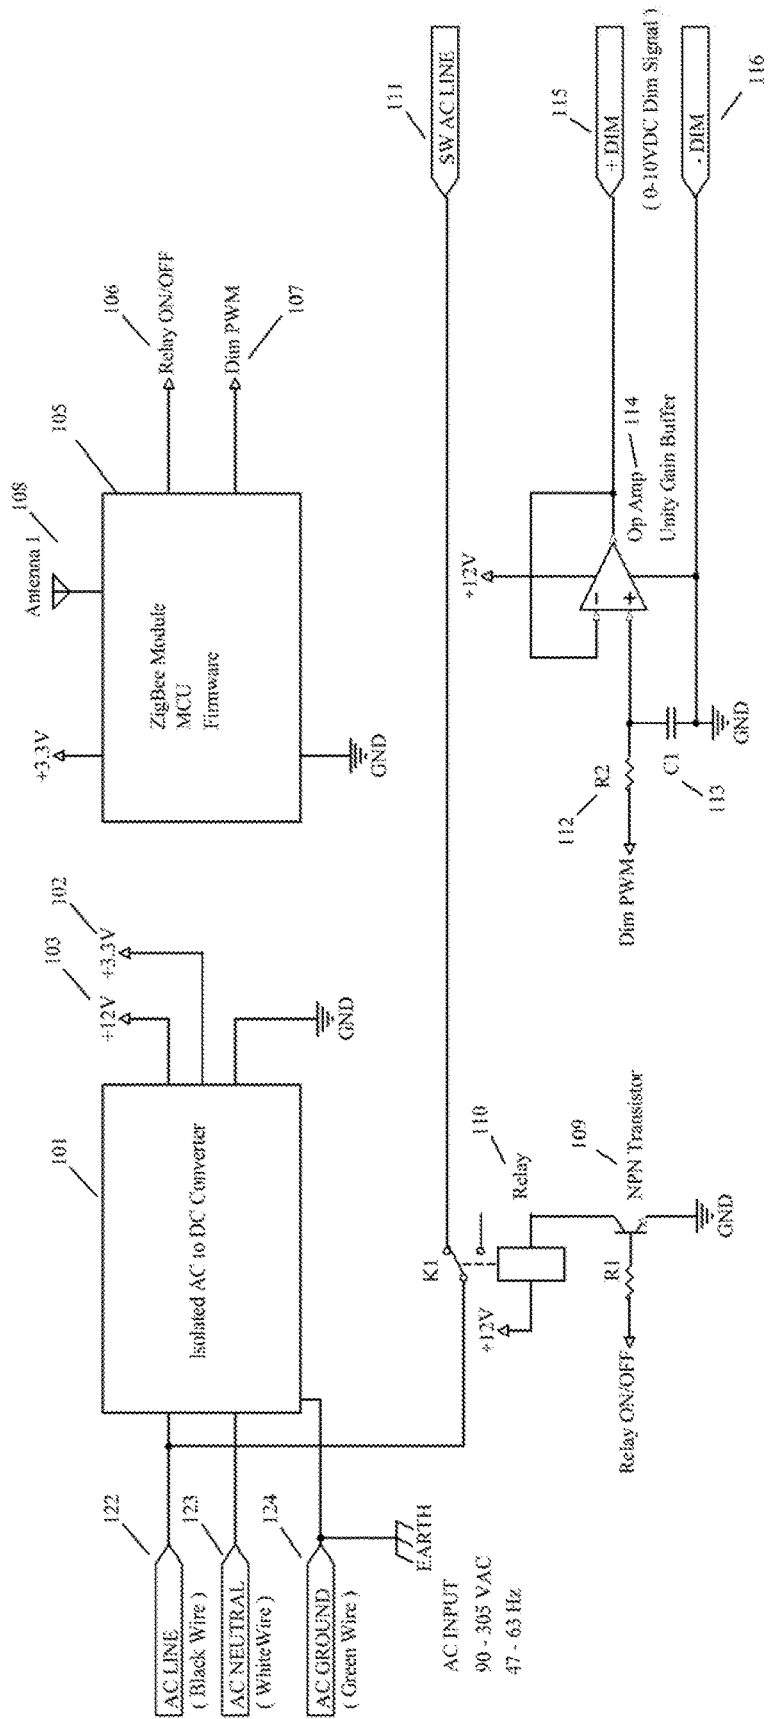 122
AC LINE
( Black Wire )
123
AC NEUTRAL
( WhiteWire )
124
AC GROUND
( Green Wire )
EARTH
AC INPUT
90 - 305 VAC
47 - 63 Hz
101
Isolated AC to DC Converter
103
+12V
102
+3.3V
GND
Antenna 1
108
105
+3.3V
ZigBee Module
MCU
Firmware
GND
106
Relay ON/OFF
Dim PWM
107
K1
111
SW AC LINE
+12V
Relay
110
109
NPN Transistor
R1
Relay ON/OFF
GND
Dim PWM
112
R2
C1
113
GND
+12V
-
+
Op Amp
114
Unity Gain Buffer
115
+ DIM
( 0-10VDC Dim Signal )
- DIM
116